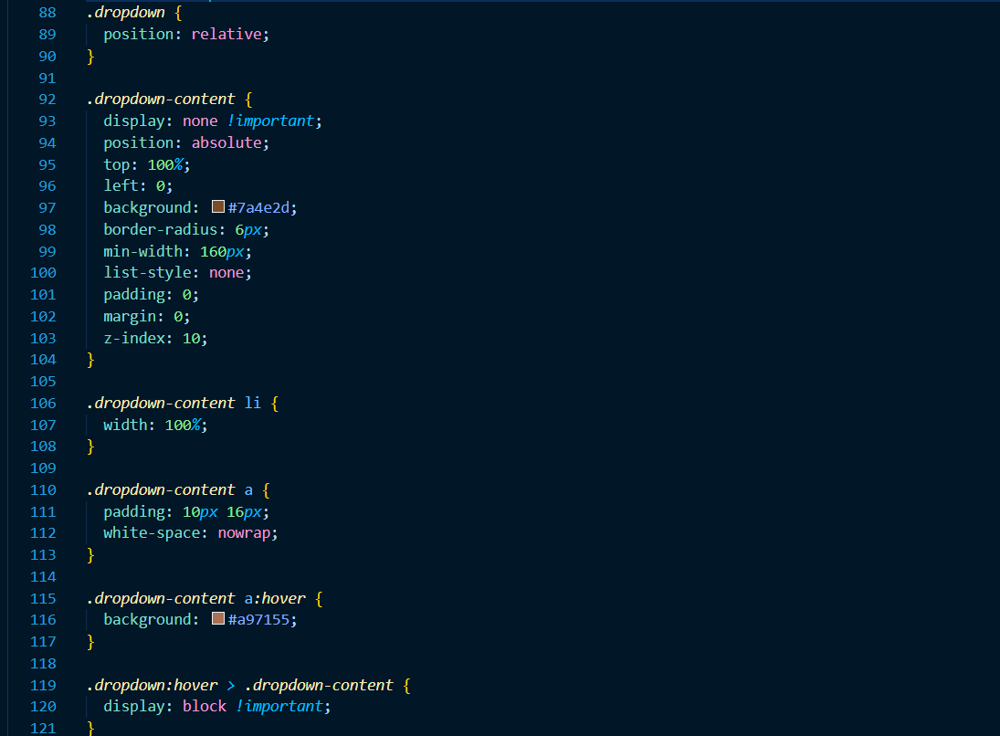 88 .dropdown {
89 position: relative;
90 }
91
92 .dropdown-content {
93 display: none !important;
94 position: absolute;
95 top: 100%;
96 left: 0;
97 background: #7a4e2d;
98 border-radius: 6px;
99 min-width: 160px;
100 list-style: none;
101 padding: 0;
102 margin: 0;
103 z-index: 10;
104 }
105
106 .dropdown-content li {
107 width: 100%;
108 }
109
110 .dropdown-content a {
111 padding: 10px 16px;
112 white-space: nowrap;
113 }
114
115 .dropdown-content a:hover {
116 background: #a97155;
117 }
118
119 .dropdown:hover > .dropdown-content {
120 display: block !important;
121 }